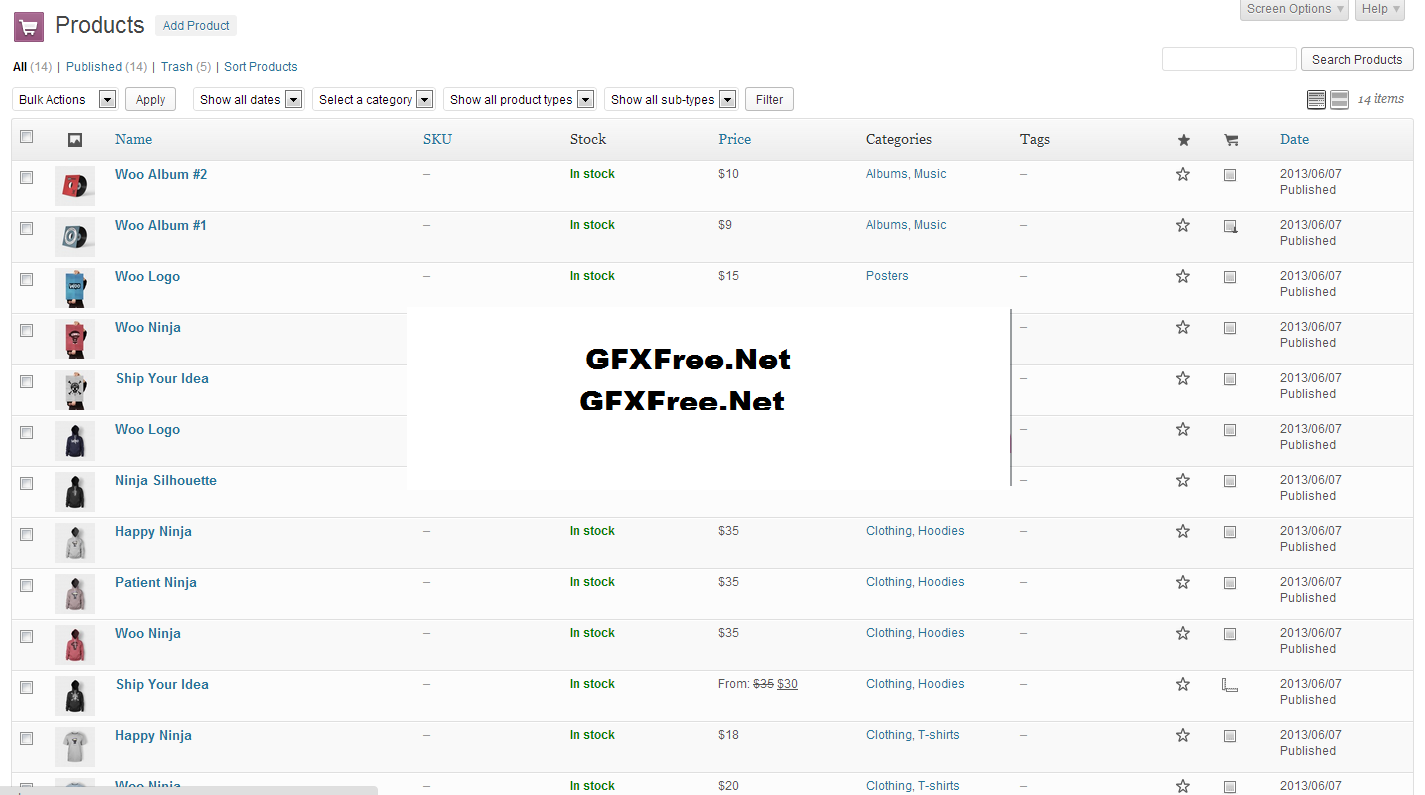 Screen Options Help
Products Add Product
All (14) | Published (14) | Trash (5) | Sort Products
Search Products
Bulk Actions Apply Show all dates Select a category Show all product types Show all sub-types Filter 14 items
Name SKU Stock Price Categories Tags Date
Woo Album #2 – In stock $10 Albums, Music – 2013/06/07
Published
Woo Album #1 – In stock $9 Albums, Music – 2013/06/07
Published
Woo Logo – In stock $15 Posters – 2013/06/07
Published
Woo Ninja – 2013/06/07
Published
GFXFree.Net
Ship Your Idea – 2013/06/07
Published
GFXFree.Net
Woo Logo – 2013/06/07
Published
Ninja Silhouette – 2013/06/07
Published
Happy Ninja – In stock $35 Clothing, Hoodies – 2013/06/07
Published
Patient Ninja – In stock $35 Clothing, Hoodies – 2013/06/07
Published
Woo Ninja – In stock $35 Clothing, Hoodies – 2013/06/07
Published
Ship Your Idea – In stock From: $35 $30 Clothing, Hoodies – 2013/06/07
Published
Happy Ninja – In stock $18 Clothing, T-shirts – 2013/06/07
Published
Woo Ninja – In stock $20 Clothing, T-shirts – 2013/06/07